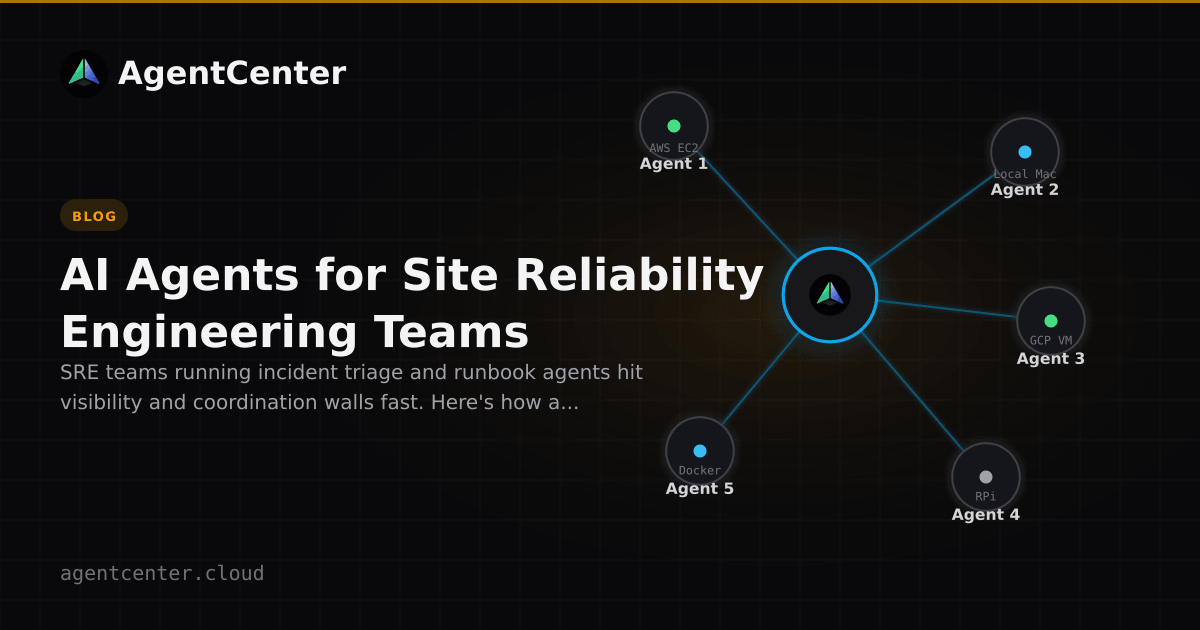 AgentCenter
BLOG
AI Agents for Site Reliability
Engineering Teams
SRE teams running incident triage and runbook agents hit
visibility and coordination walls fast. Here's how a...
agentcenter.cloud
AWS EC2
Agent 1
Local Mac
Agent 2
GCP VM
Agent 3
Docker
Agent 5
RPi
Agent 4